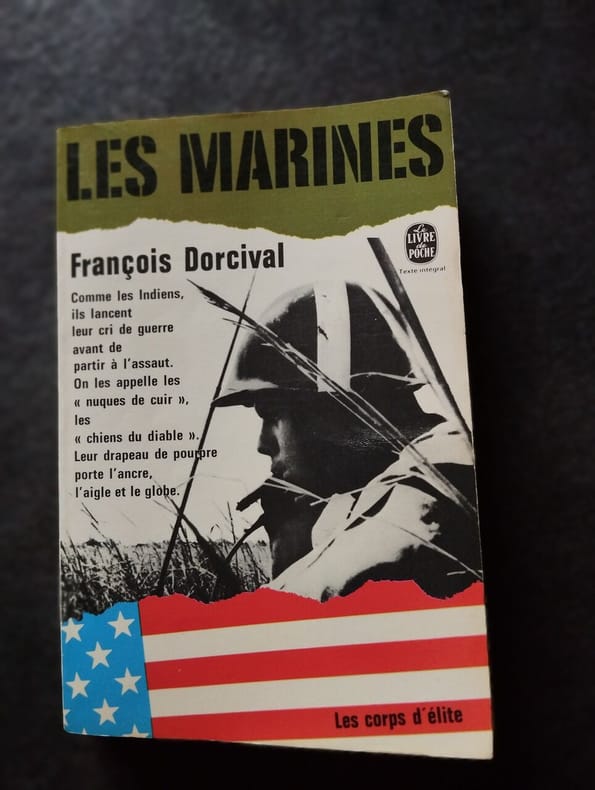 LES MARINES
François Dorcival
Le
LIVRE
de
POCHE
Texte intégral
Comme les Indiens,
ils lancent
leur cri de guerre
avant de
partir à l'assaut.
On les appelle les
« nuques de cuir »,
les
« chiens du diable ».
Leur drapeau de pourpre
porte l'ancre,
l'aigle et le globe.
Les corps d'élite